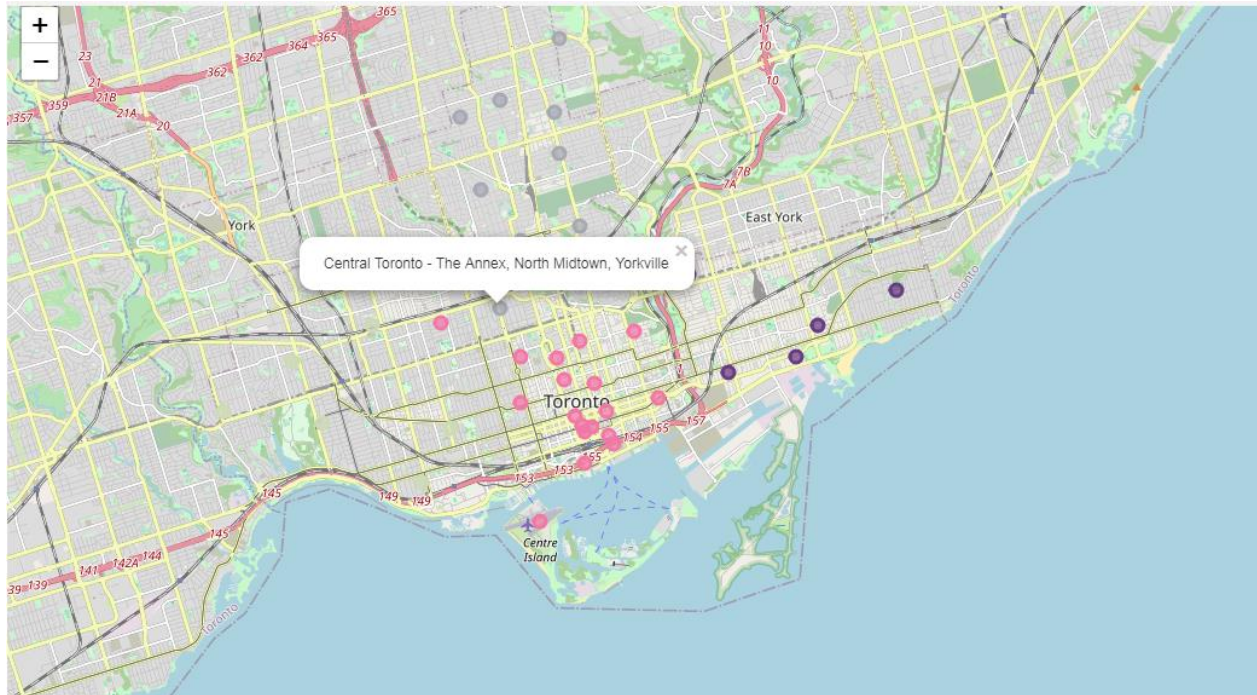 +
−
365
365
364
362
362
359
357
23
21
21B
21A
20
11
10
10
7B
7A
York
East York
×
Central Toronto - The Annex, North Midtown, Yorkville
Toronto
1
Toronto
157
155
154
155
153
153
149
149
145
145
144
142A
141
139
39
Centre
Island
Toronto